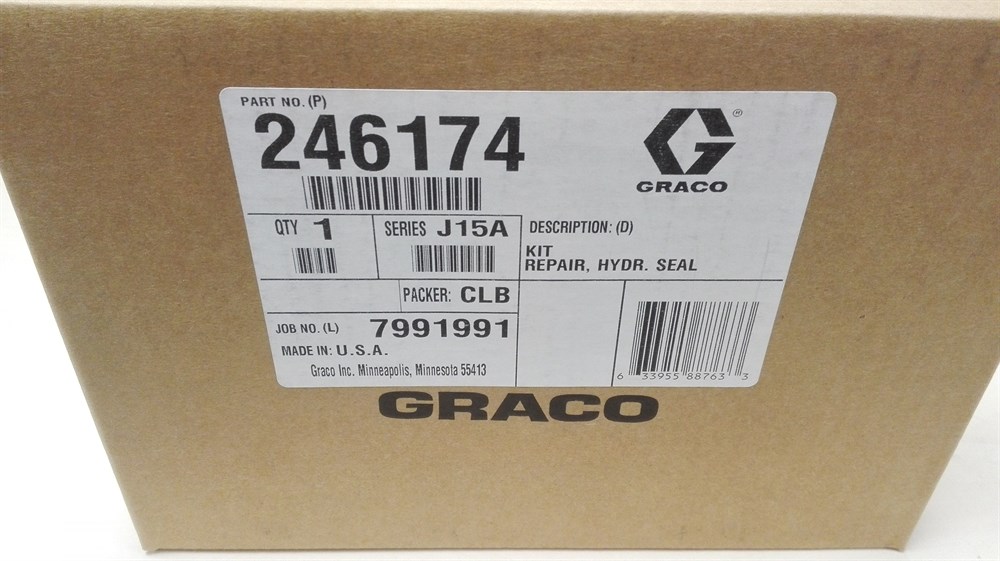 PART NO. (P)
246174
GRACO ®
QTY 1
SERIES J15A
DESCRIPTION: (D)
KIT
REPAIR, HYDR. SEAL
PACKER: CLB
JOB NO. (L) 7991991
MADE IN: U.S.A.
Graco Inc. Minneapolis, Minnesota 55413
6 33955 88763 3
GRACO